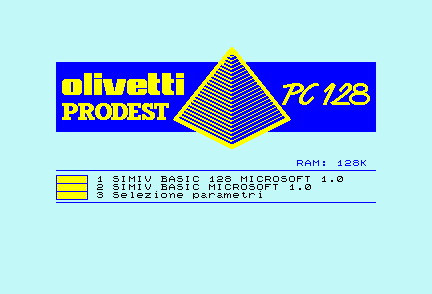 olivetti
PRODEST
PC 128
RAM: 128K
1 SIMIV BASIC 128 MICROSOFT 1.0
2 SIMIV BASIC MICROSOFT 1.0
3 Selezione parametri